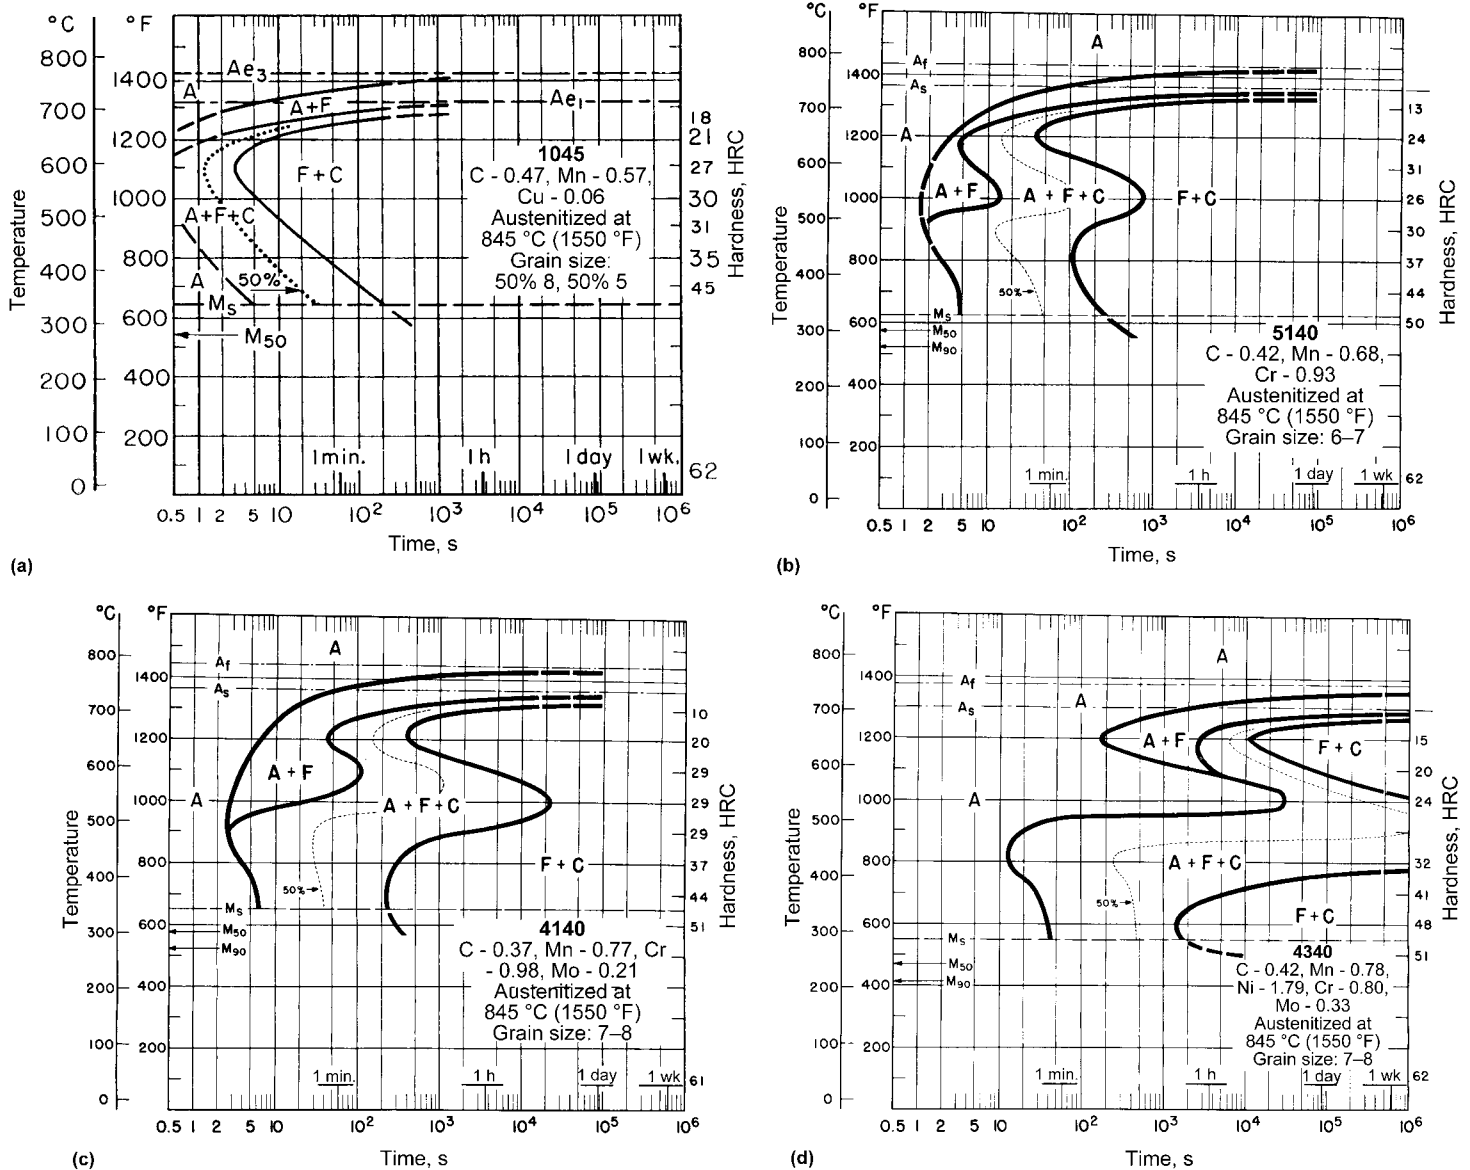 °C °F
800
1400
Ae3
A
A+F
Ae1
700
18
1200
21
1045
600
F+C
27
C - 0.47, Mn - 0.57,
1000
30
Cu - 0.06
500
A+F+C
Austenitized at
31
845 °C (1550 °F)
800
Grain size:
35
400
A
50%
50% 8, 50% 5
45
Ms
300
600
M50
200
400
100
200
1 min. 1 h 1 day 1 wk.
62
0
0.5 1 2 5 10 10² 10³ 10⁴ 10⁵ 10⁶
Time, s
Temperature
Hardness, HRC
(a)
°C °F
A
800
Af
1400
As
700
13
A
1200
24
600
31
1000
A+F
A+F+C
F+C
26
500
30
800
37
400
50%
44
Ms
600
50
300
M50
M90
5140
C - 0.42, Mn - 0.68,
Cr - 0.93
400
Austenitized at
200
845 °C (1550 °F)
Grain size: 6–7
100
200
1 min. 1 h 1 day 1 wk
62
0
0.5 1 2 5 10 10² 10³ 10⁴ 10⁵ 10⁶
Time, s
Temperature
Hardness, HRC
(b)
°C °F
A
800
Af
1400
As
700
10
1200
20
600
A+F
29
1000
A
A+F+C
29
500
29
800
F+C
37
400
50%
44
Ms
600
51
300
M50
M90
4140
C - 0.37, Mn - 0.77, Cr
- 0.98, Mo - 0.21
400
Austenitized at
200
845 °C (1550 °F)
Grain size: 7–8
100
200
1 min. 1 h 1 day 1 wk
61
0
0.5 1 2 5 10 10² 10³ 10⁴ 10⁵ 10⁶
Time, s
Temperature
Hardness, HRC
(c)
°C °F
A
800
1400
Af
As
A
700
1200
A+F
F+C
15
600
20
1000
A
24
500
800
A+F+C
32
400
50%
41
600
F+C
48
Ms
300
51
M50
M90
4340
C - 0.42, Mn - 0.78,
Ni - 1.79, Cr - 0.80,
400
Mo - 0.33
200
Austenitized at
845 °C (1550 °F)
Grain size: 7–8
100
200
1 min. 1 h 1 day 1 wk
62
0
0.5 1 2 5 10 10² 10³ 10⁴ 10⁵ 10⁶
Time, s
Temperature
Hardness, HRC
(d)